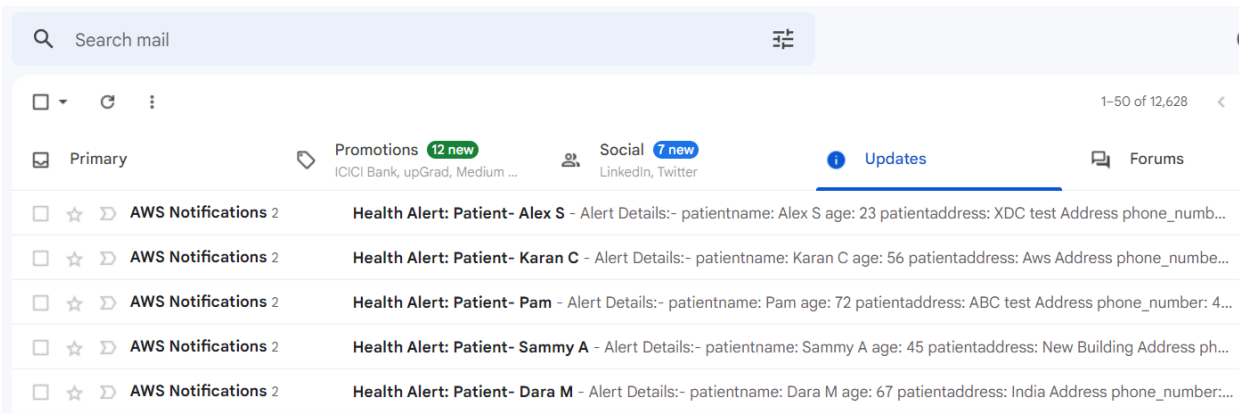 Search mail
1–50 of 12,628
Primary
Promotions 12 new
ICICI Bank, upGrad, Medium ...
Social 7 new
LinkedIn, Twitter
Updates
Forums
AWS Notifications 2 Health Alert: Patient- Alex S - Alert Details:- patientname: Alex S age: 23 patientaddress: XDC test Address phone_numb...
AWS Notifications 2 Health Alert: Patient- Karan C - Alert Details:- patientname: Karan C age: 56 patientaddress: Aws Address phone_numbe...
AWS Notifications 2 Health Alert: Patient- Pam - Alert Details:- patientname: Pam age: 72 patientaddress: ABC test Address phone_number: 4...
AWS Notifications 2 Health Alert: Patient- Sammy A - Alert Details:- patientname: Sammy A age: 45 patientaddress: New Building Address ph...
AWS Notifications 2 Health Alert: Patient- Dara M - Alert Details:- patientname: Dara M age: 67 patientaddress: India Address phone_number:...